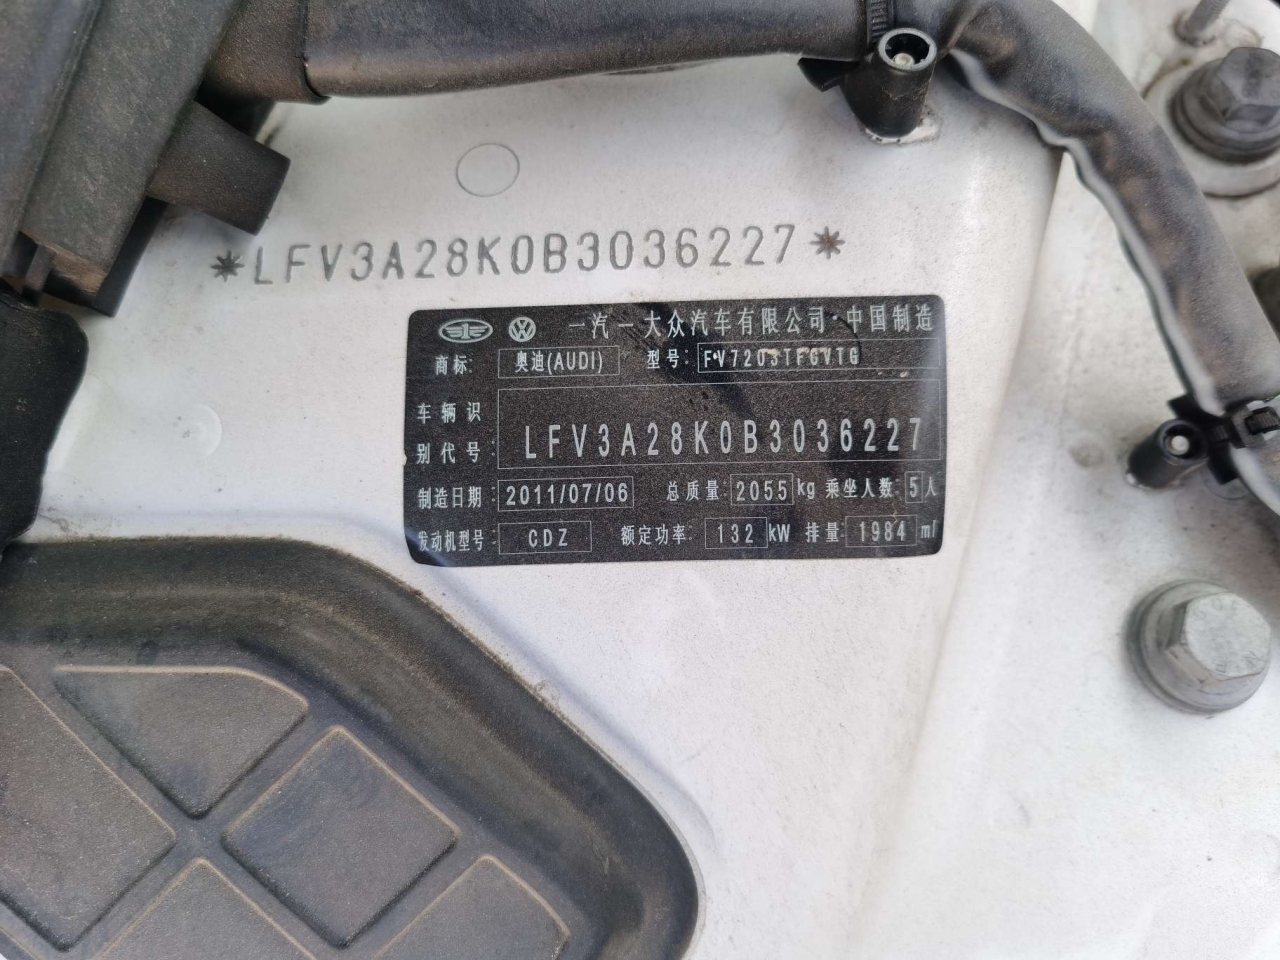 *LFV3A28K0B3036227*
一汽一大众汽车有限公司·中国制造
商标: 奥迪(AUDI) 型号: FV7203TFCVTG
车辆识
别代号: LFV3A28K0B3036227
制造日期: 2011/07/06 总质量: 2055 kg 乘坐人数: 5人
发动机型号: CDZ 额定功率: 132 kW 排量: 1984 ml